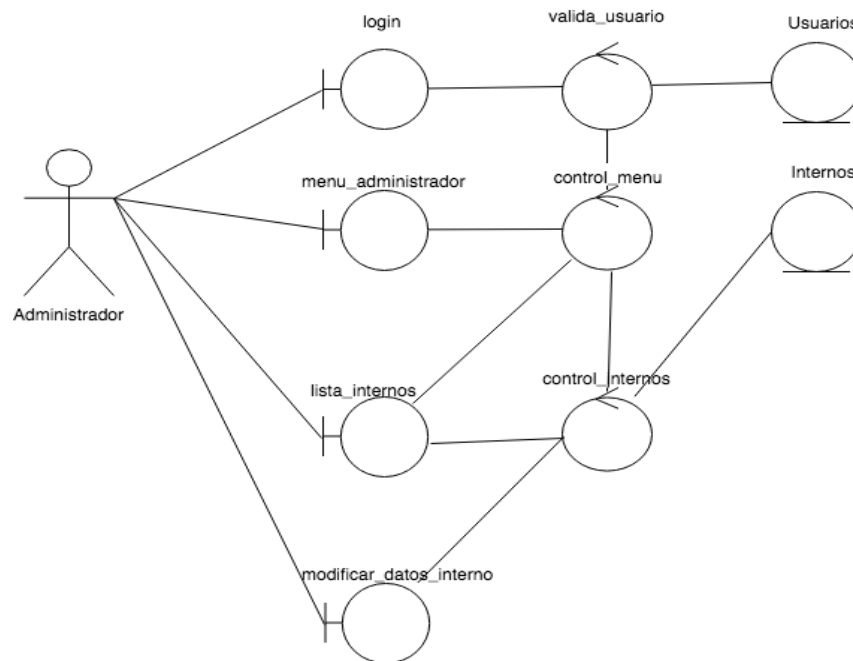 login
valida_usuario
Usuarios
menu_administrador
control_menu
Internos
Administrador
lista_internos
control_internos
modificar_datos_interno